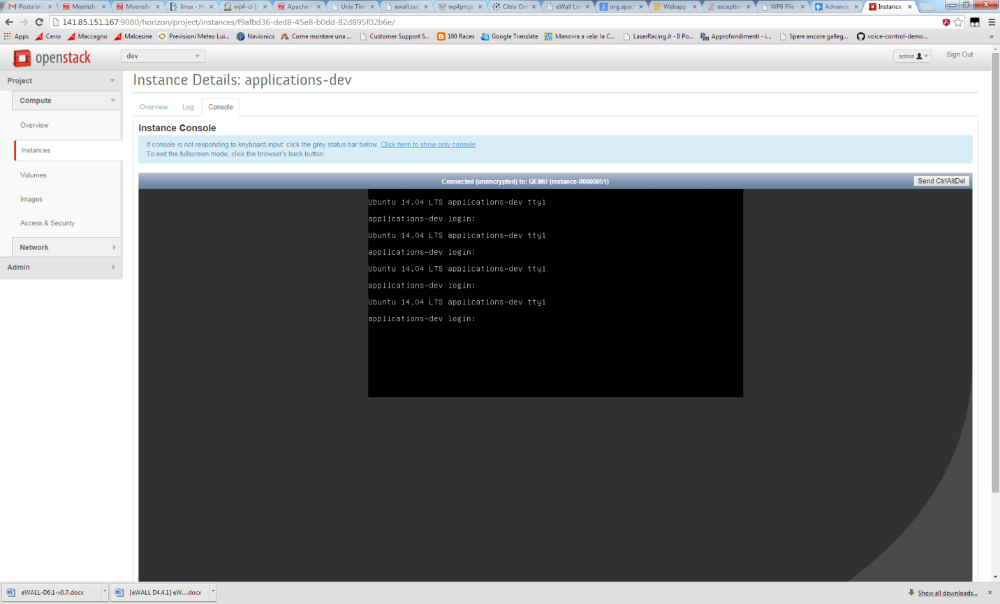 Posta in
Moonsho
Moonsho
linux - H
wp4-ci [J
Apache
Unix Tim
ewall.rad
wp4proje
Citrix On
eWall Lo
org.apac
Webapp
exception
WP6 File
Advance
Instance
141.85.151.167:9080/horizon/project/instances/f9afbd36-ded8-45e8-b0dd-82d895f02b6e/
Apps
Cerro
Maccagno
Malcesine
Previsioni Meteo Lui...
Navionics
Come montare una ...
Customer Support S...
100 Races
Google Translate
Manovra a vela: la C...
LaserRacing.it - Il Po...
Approfondimenti - i...
Spere ancore galleg...
voice-control-demo...
»
openstack
dev
admin
Sign Out
Project
Compute
Overview
Instances
Volumes
Images
Access & Security
Network
Admin
Instance Details: applications-dev
Overview
Log
Console
Instance Console
If console is not responding to keyboard input: click the grey status bar below. Click here to show only console
To exit the fullscreen mode, click the browser's back button.
Connected (unencrypted) to: QEMU (instance-00000051)
Send CtrlAltDel
Ubuntu 14.04 LTS applications-dev tty1
applications-dev login:
Ubuntu 14.04 LTS applications-dev tty1
applications-dev login:
Ubuntu 14.04 LTS applications-dev tty1
applications-dev login:
Ubuntu 14.04 LTS applications-dev tty1
applications-dev login:
eWALL-D6.1-v0.7.docx
[eWALL D4.4.1] eW....docx
Show all downloads...